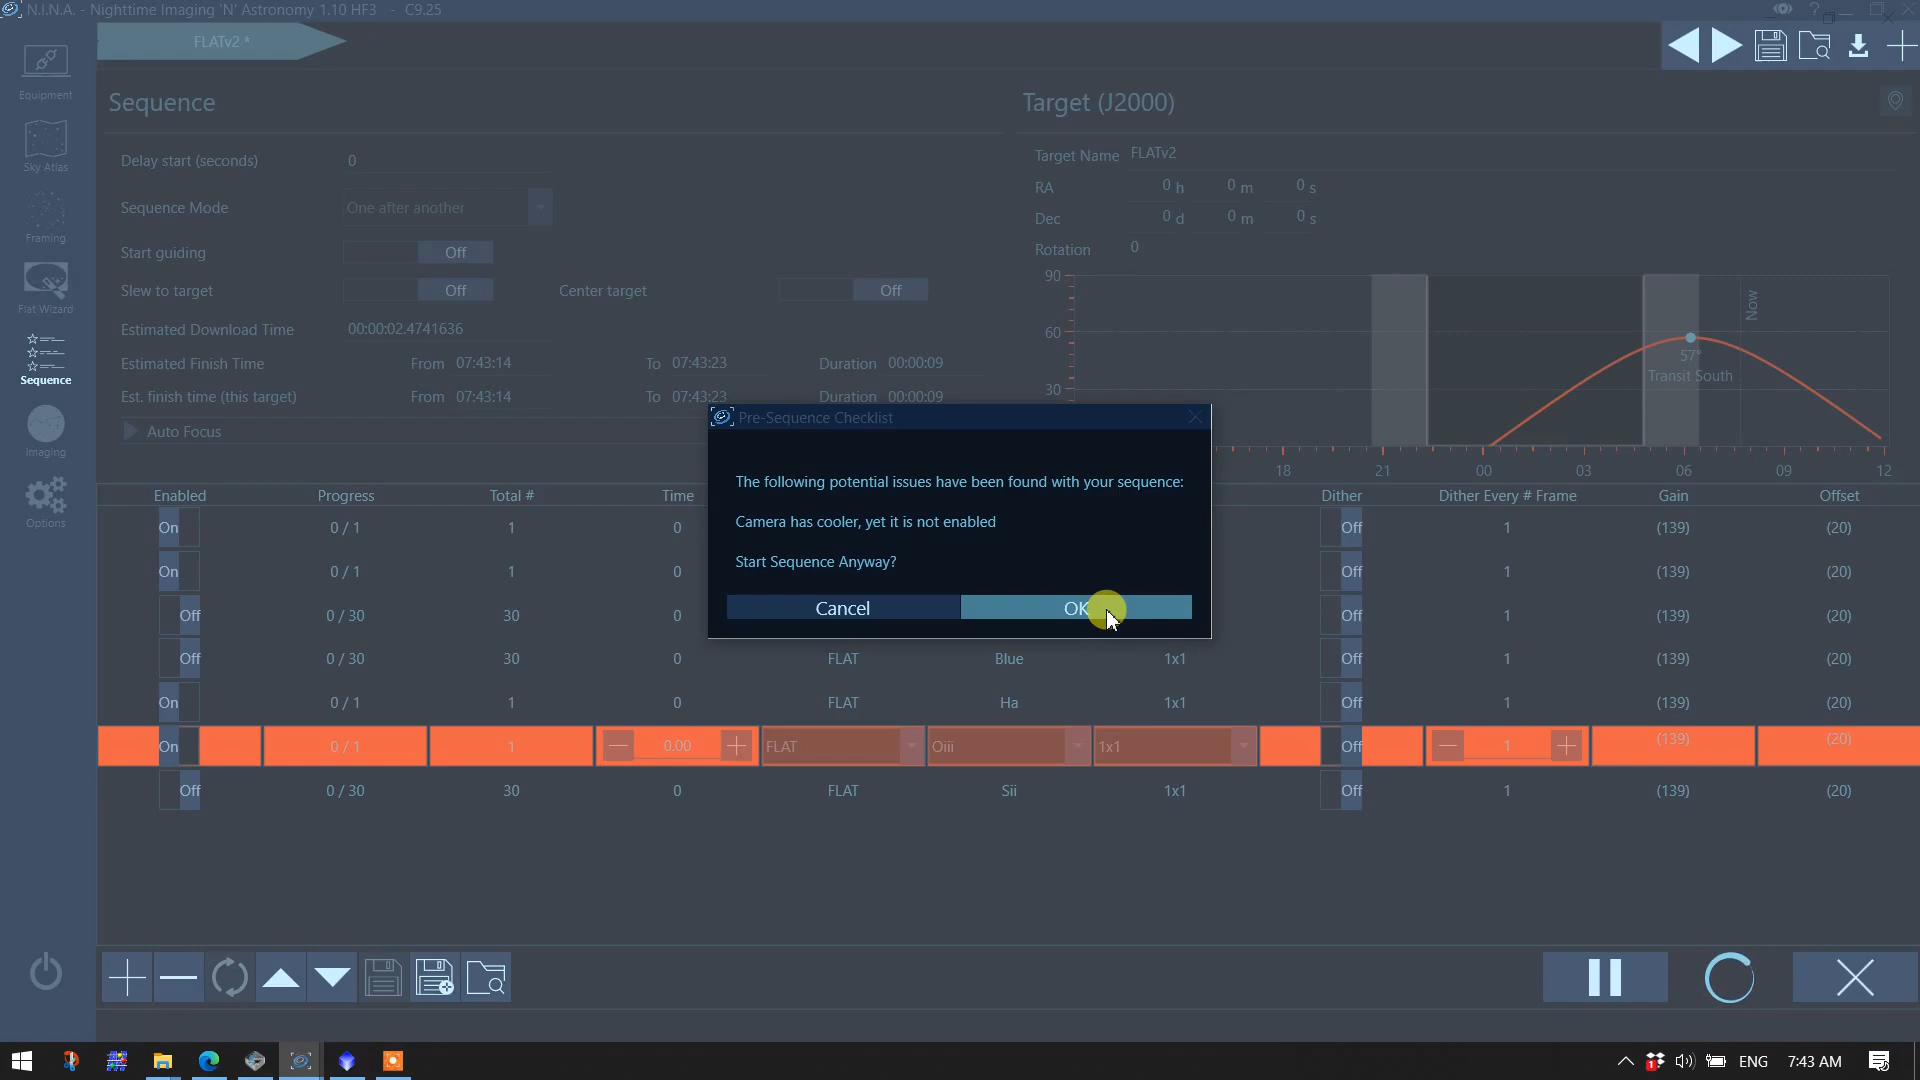 N.I.N.A. - Nighttime Imaging 'N' Astronomy 1.10 HF3 - C9.25
FLATv2 *
Equipment
Sky Atlas
Framing
Flat Wizard
Sequence
Imaging
Options
Sequence
Delay start (seconds) 0
Sequence Mode One after another
Start guiding Off
Slew to target Off Center target Off
Estimated Download Time 00:00:02.4741636
Estimated Finish Time From 07:43:14 To 07:43:23 Duration 00:00:09
Est. finish time (this target) From 07:43:14 To 07:43:23 Duration 00:00:09
Auto Focus
Target (J2000)
Target Name FLATv2
RA 0 h 0 m 0 s
Dec 0 d 0 m 0 s
Rotation 0
90
60
30
Now
57°
Transit South
18 21 00 03 06 09 12
Pre-Sequence Checklist
The following potential issues have been found with your sequence:
Camera has cooler, yet it is not enabled
Start Sequence Anyway?
Cancel OK
Enabled Progress Total # Time Dither Dither Every # Frame Gain Offset
On 0 / 1 1 0 Off 1 (139) (20)
On 0 / 1 1 0 Off 1 (139) (20)
Off 0 / 30 30 0 Off 1 (139) (20)
Off 0 / 30 30 0 FLAT Blue 1x1 Off 1 (139) (20)
On 0 / 1 1 0 FLAT Ha 1x1 Off 1 (139) (20)
On 0 / 1 1 0.00 FLAT Oiii 1x1 Off 1 (139) (20)
Off 0 / 30 30 0 FLAT Sii 1x1 Off 1 (139) (20)
1 ENG 7:43 AM